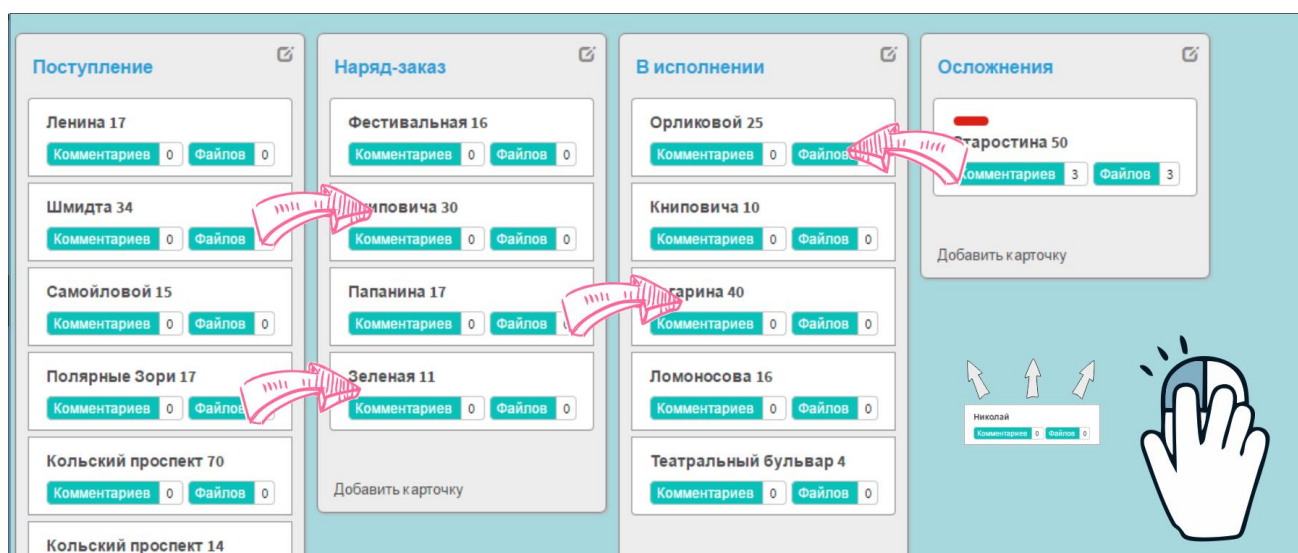 Поступление
Ленина 17
Комментариев 0 Файлов 0
Шмидта 34
Комментариев 0 Файлов
Самойловой 15
Комментариев 0 Файлов 0
Полярные Зори 17
Комментариев 0 Файлов
Кольский проспект 70
Комментариев 0 Файлов 0
Кольский проспект 14
Наряд-заказ
Фестивальная 16
Комментариев 0 Файлов 0
иповича 30
Комментариев 0 Файлов 0
Папанина 17
Комментариев 0 Файлов
Зеленая 11
Комментариев 0 Файлов 0
Добавить карточку
В исполнении
Орликовой 25
Комментариев 0 Файлов
Книповича 10
Комментариев 0 Файлов 0
гарина 40
Комментариев 0 Файлов 0
Ломоносова 16
Комментариев 0 Файлов 0
Театральный бульвар 4
Комментариев 0 Файлов 0
Осложнения
Старостина 50
Комментариев 3 Файлов 3
Добавить карточку
Николай
Комментариев 0 Файлов 0